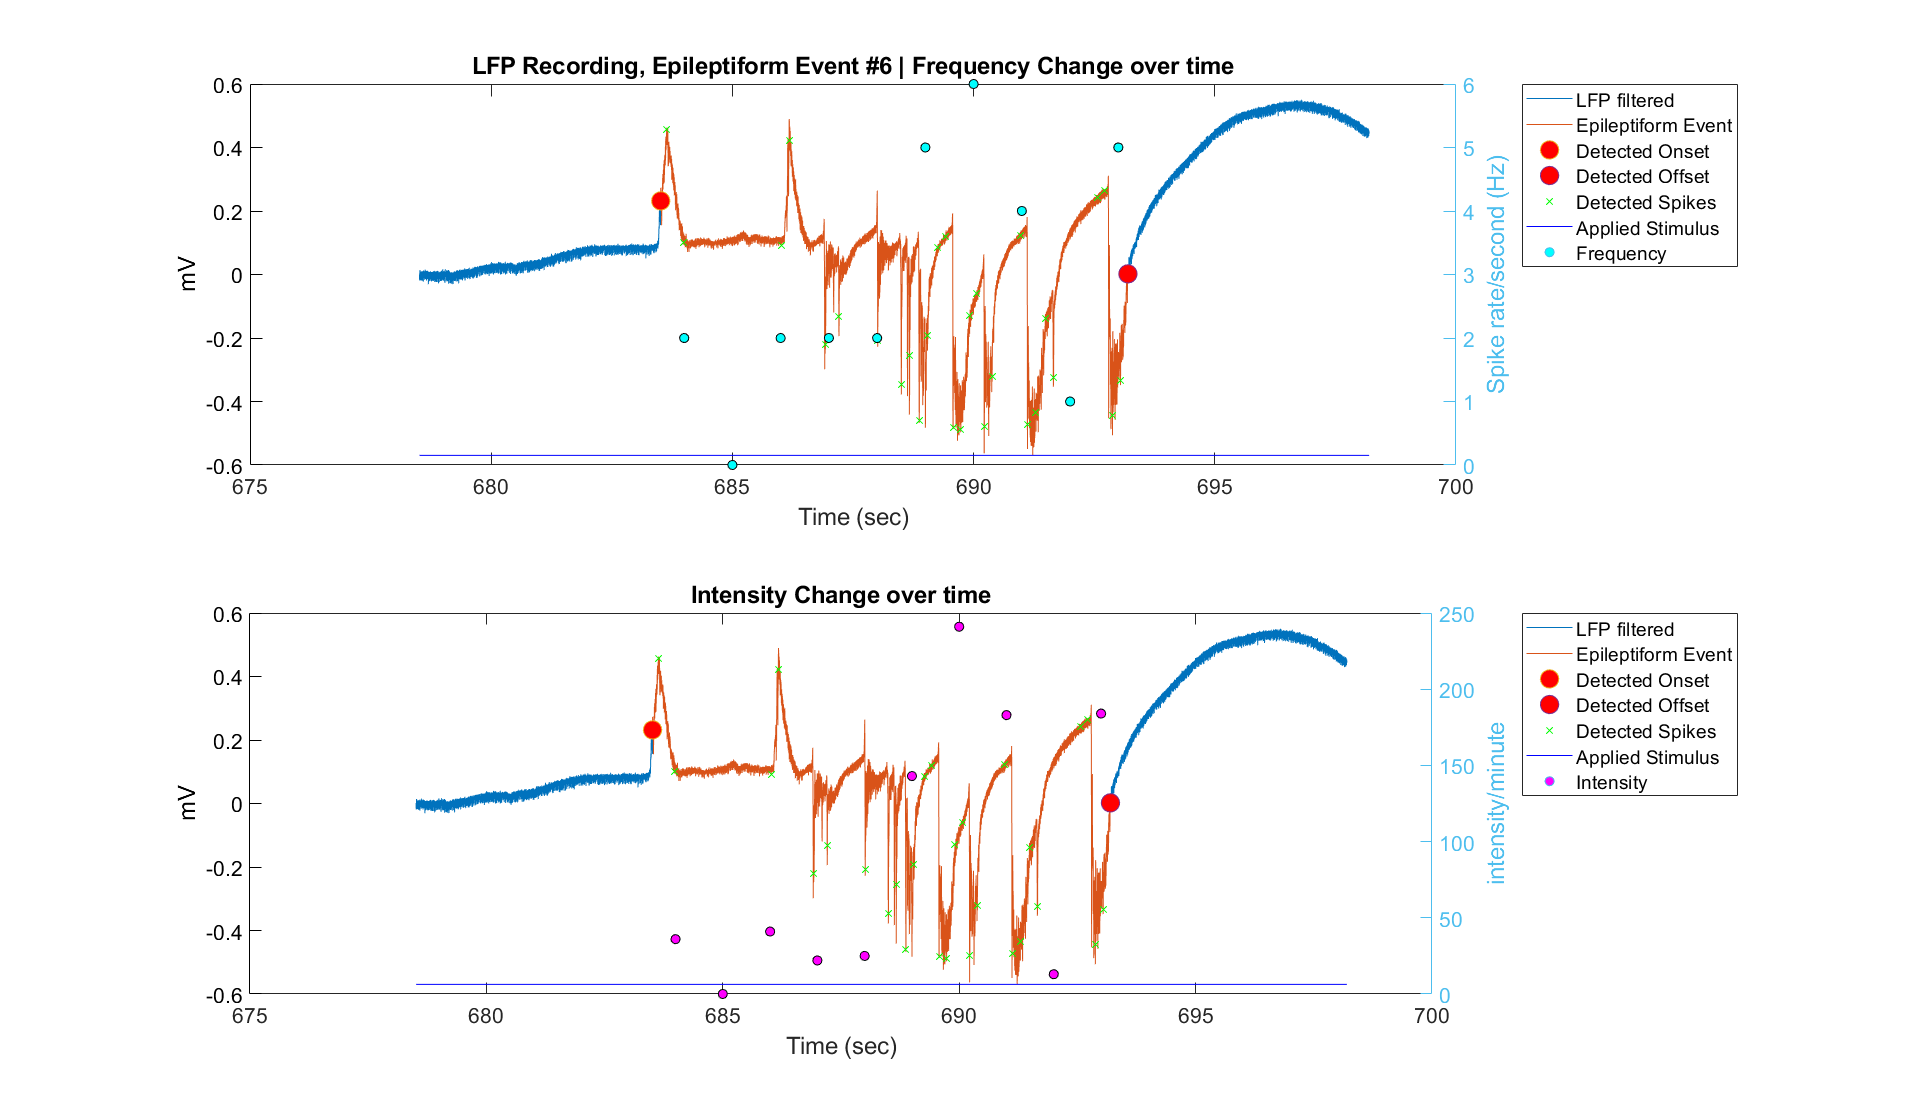 LFP Recording, Epileptiform Event #6 | Frequency Change over time
0.6
0.4
0.2
0
-0.2
-0.4
-0.6
mV
675
680
685
690
695
700
Time (sec)
6
5
4
3
2
1
0
Spike rate/second (Hz)
LFP filtered
Epileptiform Event
Detected Onset
Detected Offset
Detected Spikes
Applied Stimulus
Frequency
Intensity Change over time
0.6
0.4
0.2
0
-0.2
-0.4
-0.6
mV
675
680
685
690
695
700
Time (sec)
250
200
150
100
50
0
intensity/minute
LFP filtered
Epileptiform Event
Detected Onset
Detected Offset
Detected Spikes
Applied Stimulus
Intensity